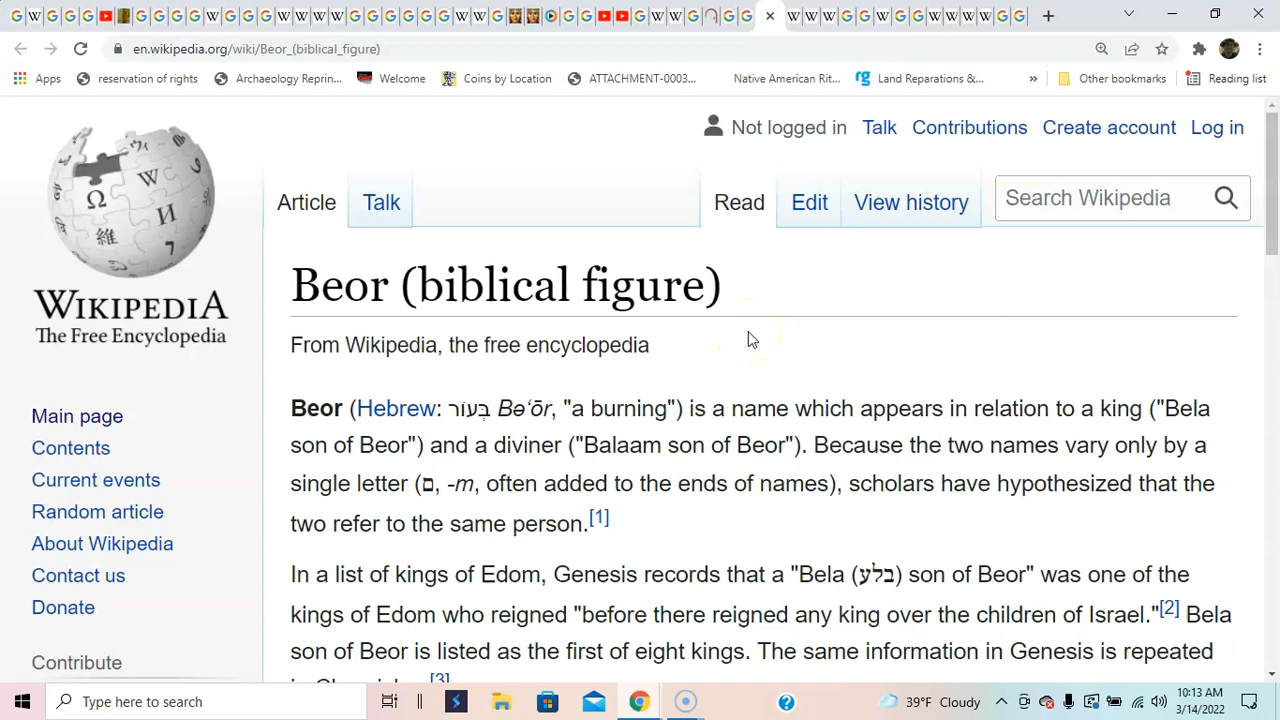 en.wikipedia.org/wiki/Beor_(biblical_figure)
Apps reservation of rights Archaeology Reprin... Welcome Coins by Location ATTACHMENT-0003... Native American Rit... Land Reparations &... » Other bookmarks Reading list
Not logged in Talk Contributions Create account Log in
Article Talk Read Edit View history Search Wikipedia
WIKIPEDIA
The Free Encyclopedia
Main page
Contents
Current events
Random article
About Wikipedia
Contact us
Donate
Contribute
Beor (biblical figure)
From Wikipedia, the free encyclopedia
Beor (Hebrew: בְּעוֹר Bəʻōr, "a burning") is a name which appears in relation to a king ("Bela
son of Beor") and a diviner ("Balaam son of Beor"). Because the two names vary only by a
single letter (ם, -m, often added to the ends of names), scholars have hypothesized that the
two refer to the same person.[1]
In a list of kings of Edom, Genesis records that a "Bela (בלע) son of Beor" was one of the
kings of Edom who reigned "before there reigned any king over the children of Israel."[2] Bela
son of Beor is listed as the first of eight kings. The same information in Genesis is repeated
[3]
Type here to search
39°F Cloudy
10:13 AM
3/14/2022